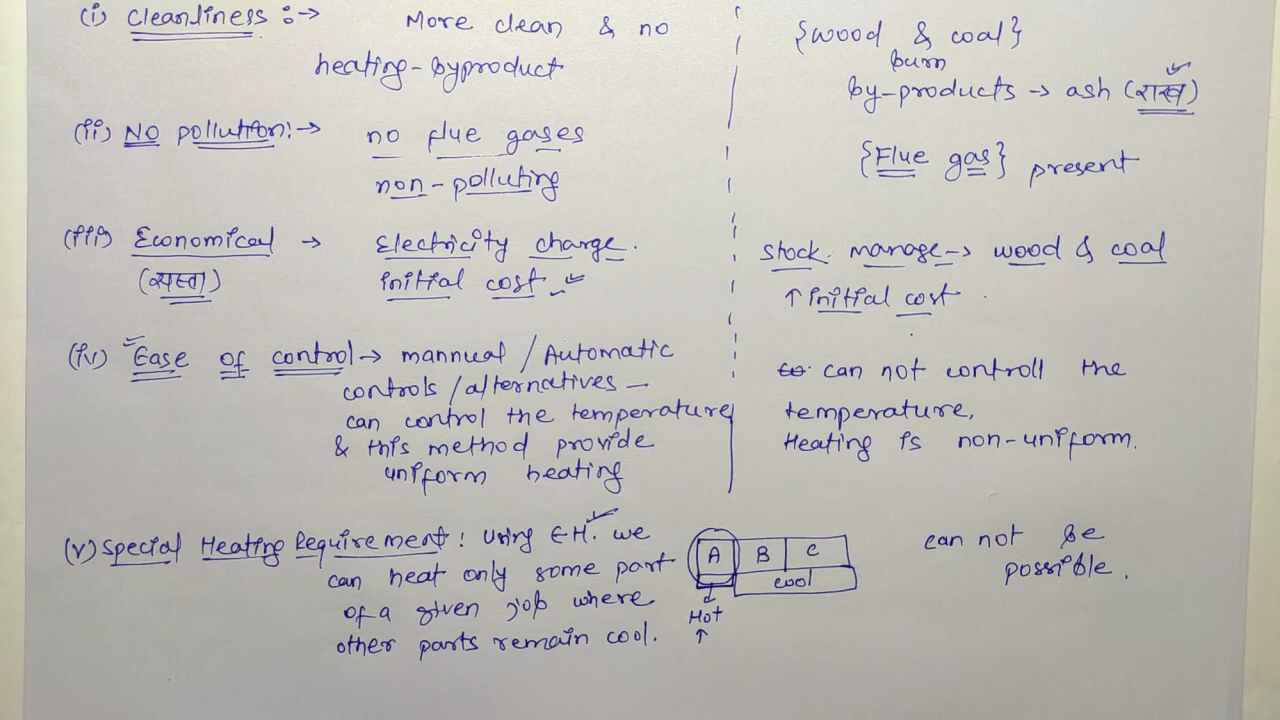 (i) Cleanliness :→ More clean & no
heating-byproduct
(ii) No pollution:→ no flue gases
non-polluting
(iii) Economical → Electricity charge.
(सस्ता) initial cost
(iv) Ease of control → mannual / Automatic
controls/alternatives —
can control the temperature
& this method provide
uniform heating
(v) Special Heating Requirement: Using E.H. we
can heat only some part
of a given job where
other parts remain cool.
A B C
cool
Hot
↑
{wood & coal}
burn
by-products → ash (राख)
{Flue gas} present
stock manage → wood & coal
↑ initial cost.
can not controll the
temperature,
Heating is non-uniform.
can not be
possible.